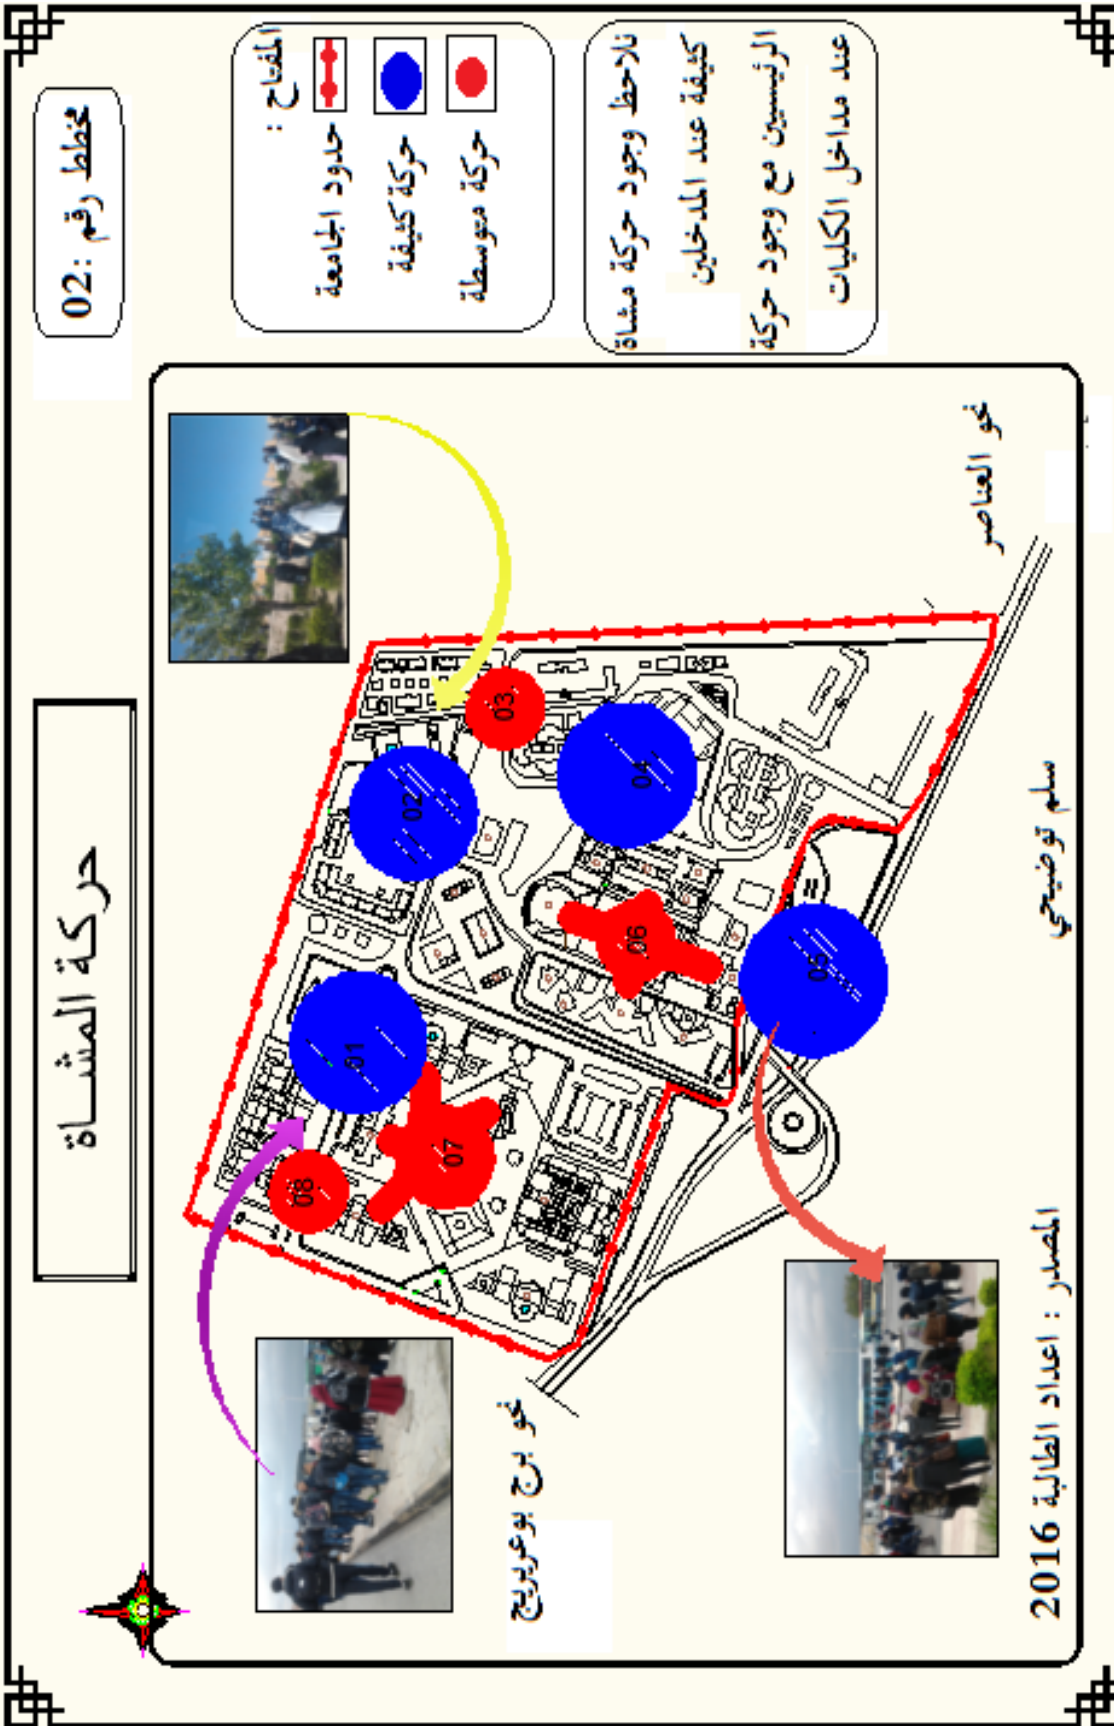 حركة المشاة
مخطط رقم :02
المفتاح :
حدود الجامعة
حركة كثيفة
حركة متوسطة
نلاحظ وجود حركة مشاة
كثيفة عند المدخلين
الرئيسين مع وجود حركة
عند مداخل الكليات
01
02
03
04
05
06
07
08
نحو العناصر
نحو برج بوعريريج
سلم توضيحي
المصدر : اعداد الطالبة 2016